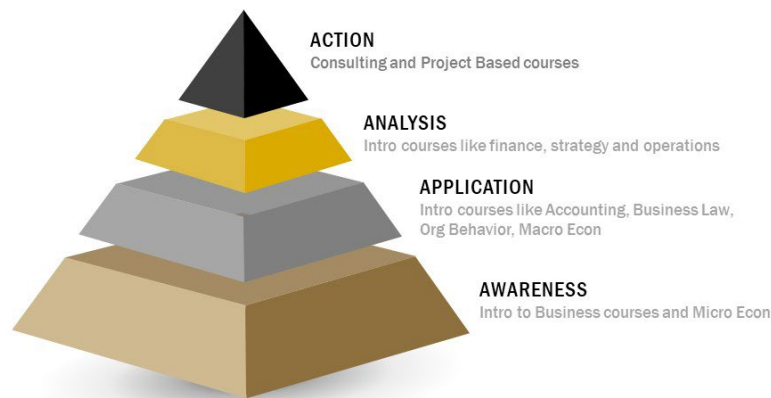 ACTION
Consulting and Project Based courses
ANALYSIS
Intro courses like finance, strategy and operations
APPLICATION
Intro courses like Accounting, Business Law,
Org Behavior, Macro Econ
AWARENESS
Intro to Business courses and Micro Econ